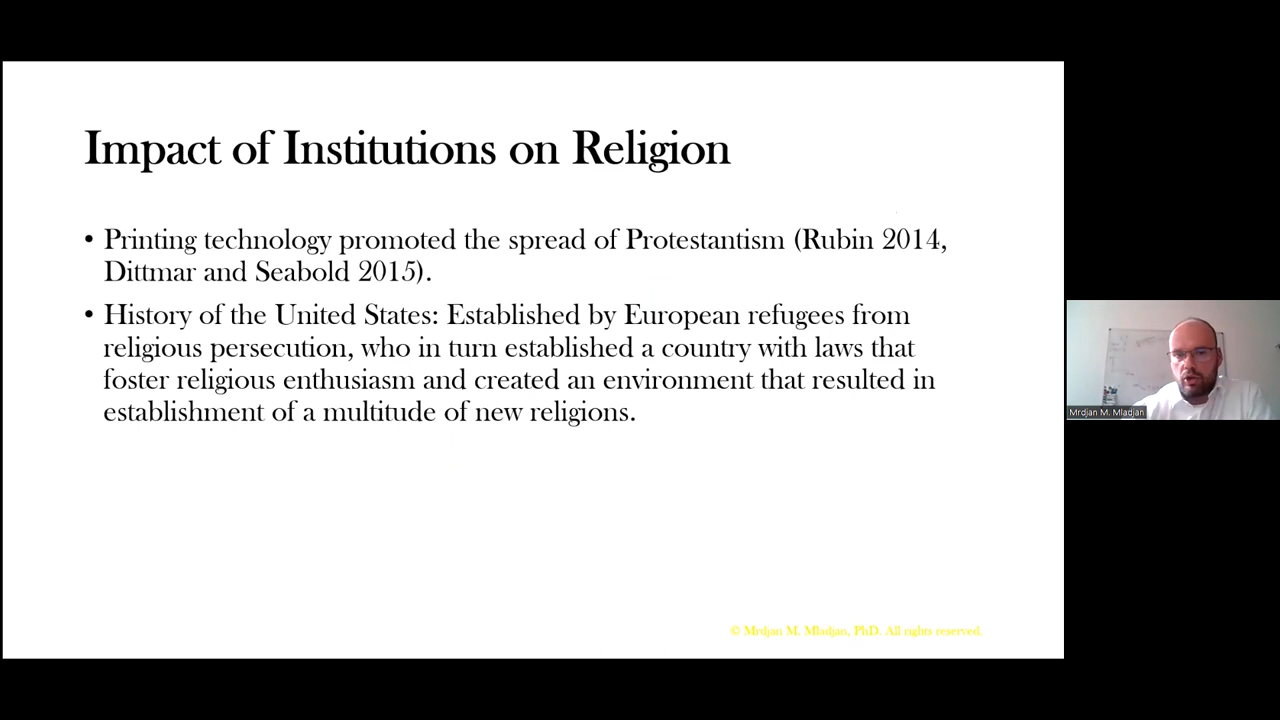 Impact of Institutions on Religion
• Printing technology promoted the spread of Protestantism (Rubin 2014,
Dittmar and Seabold 2015).
• History of the United States: Established by European refugees from
religious persecution, who in turn established a country with laws that
foster religious enthusiasm and created an environment that resulted in
establishment of a multitude of new religions.
Mrdjan M. Mladjan
© Mrdjan M. Mladjan, PhD. All rights reserved.